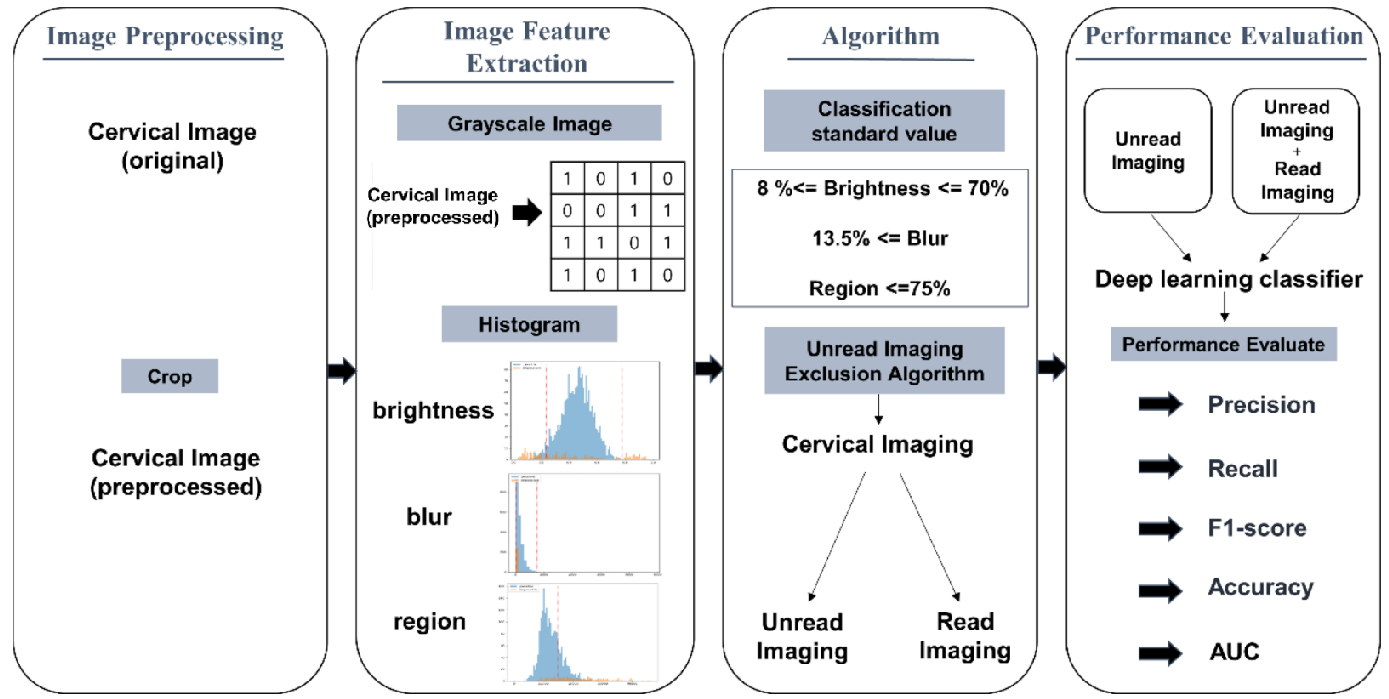 Image Preprocessing
Cervical Image
(original)
Crop
Cervical Image
(preprocessed)
Image Feature
Extraction
Grayscale Image
Cervical Image
(preprocessed)
1 0 1 0
0 0 1 1
1 1 0 1
1 0 1 0
Histogram
brightness
blur
region
Algorithm
Classification
standard value
8 %<= Brightness <= 70%
13.5% <= Blur
Region <=75%
Unread Imaging
Exclusion Algorithm
Cervical Imaging
Unread
Imaging
Read
Imaging
Performance Evaluation
Unread
Imaging
Unread
Imaging
+
Read
Imaging
Deep learning classifier
Performance Evaluate
Precision
Recall
F1-score
Accuracy
AUC